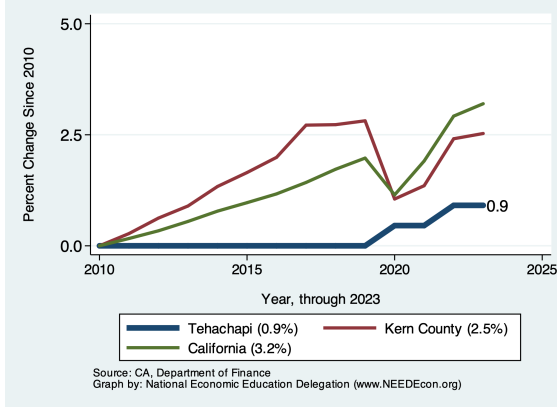 Percent Change Since 2010
5.0
2.5
0.0
0.9
2010 2015 2020 2025
Year, through 2023
Tehachapi (0.9%) Kern County (2.5%)
California (3.2%)
Source: CA, Department of Finance
Graph by: National Economic Education Delegation (www.NEEDEcon.org)